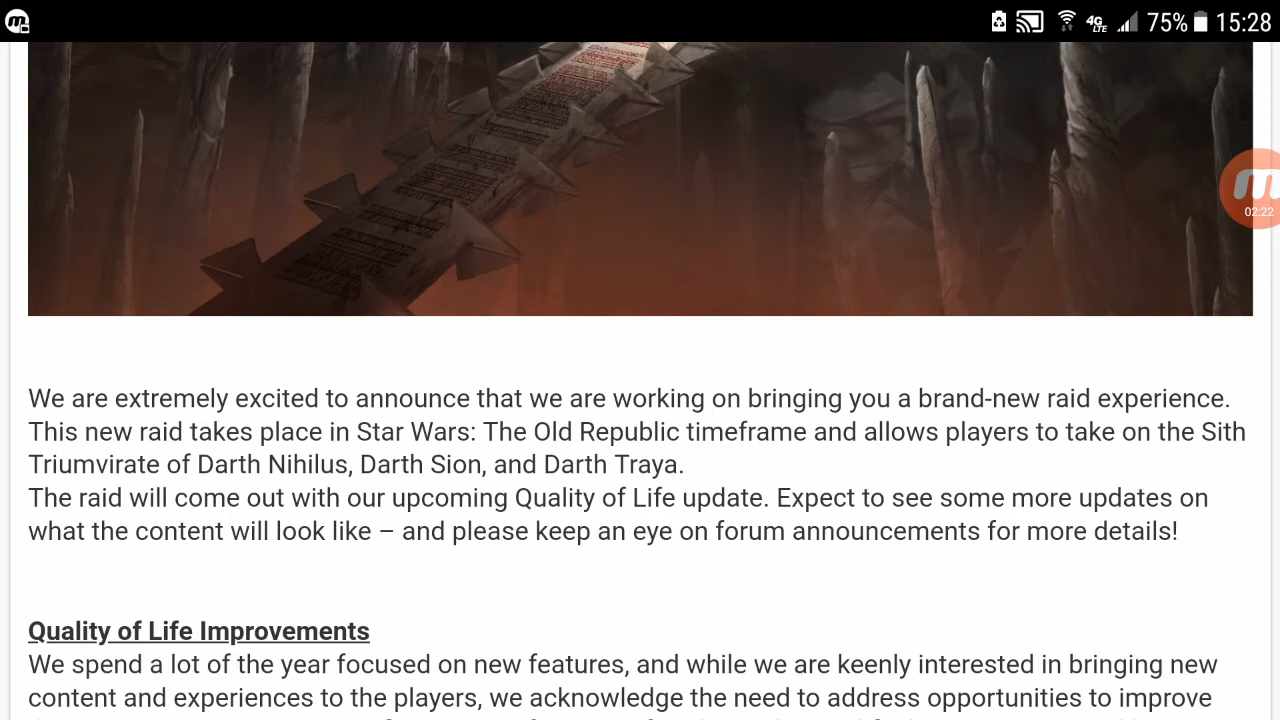 m
4G
LTE
75%
15:28
m
02:22
We are extremely excited to announce that we are working on bringing you a brand-new raid experience.
This new raid takes place in Star Wars: The Old Republic timeframe and allows players to take on the Sith
Triumvirate of Darth Nihilus, Darth Sion, and Darth Traya.
The raid will come out with our upcoming Quality of Life update. Expect to see some more updates on
what the content will look like – and please keep an eye on forum announcements for more details!
Quality of Life Improvements
We spend a lot of the year focused on new features, and while we are keenly interested in bringing new
content and experiences to the players, we acknowledge the need to address opportunities to improve